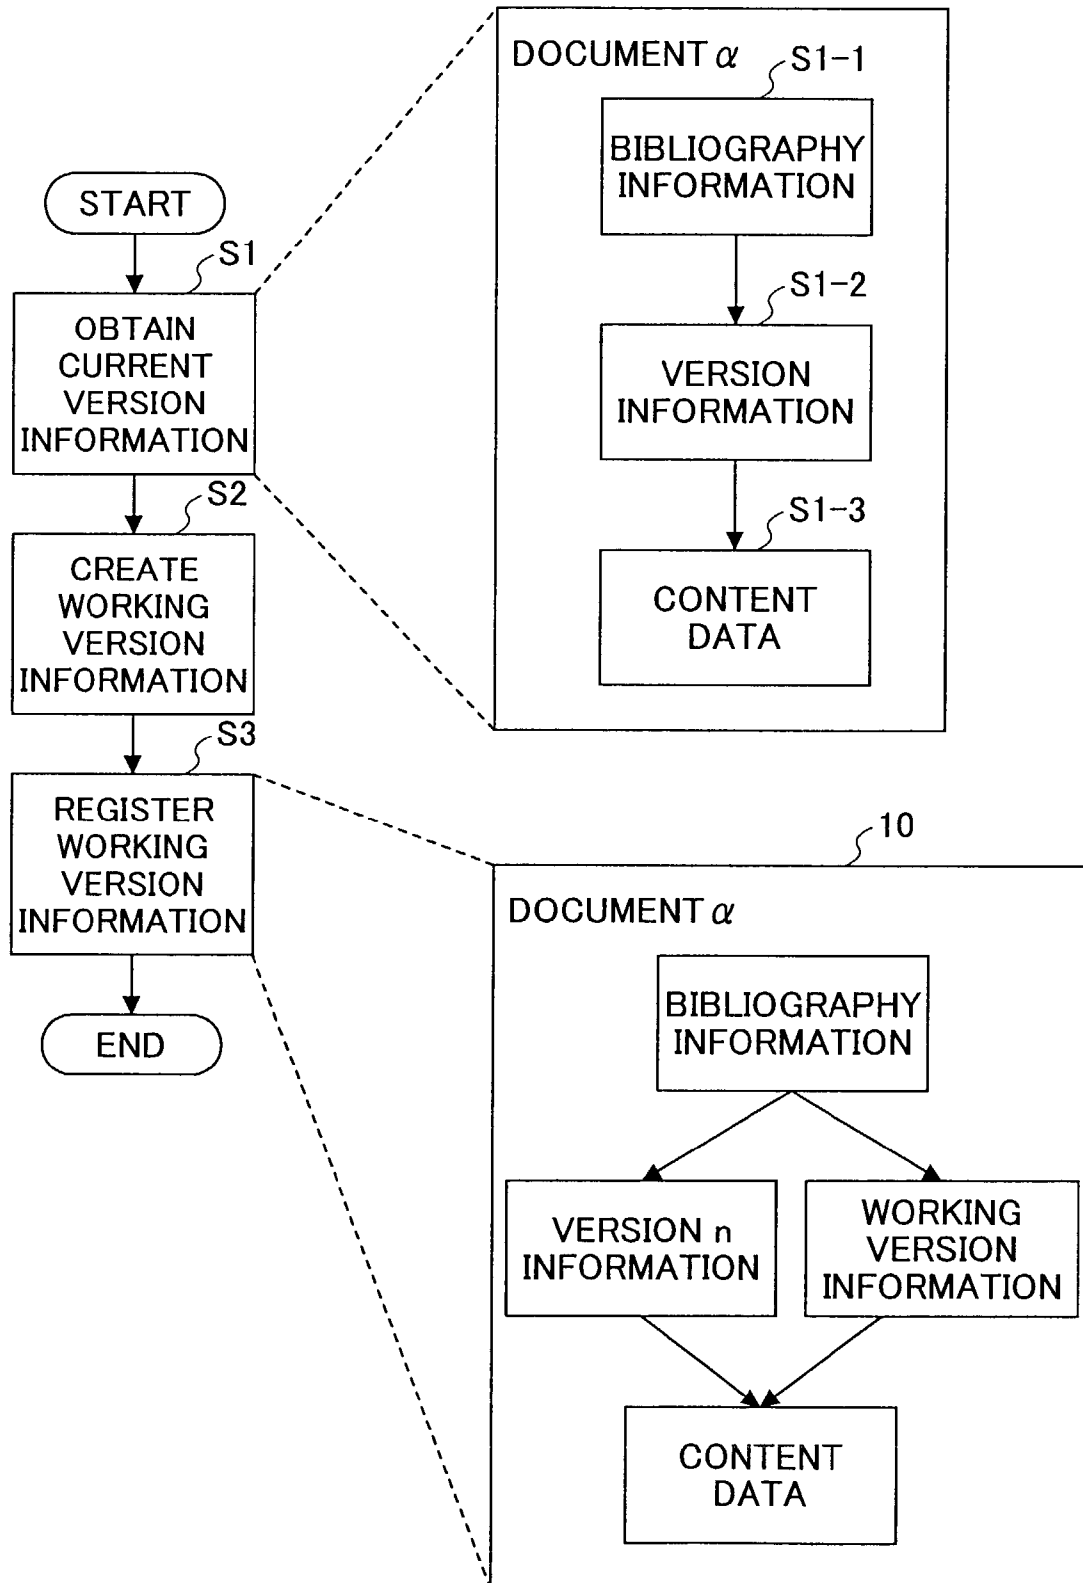 START
S1
OBTAIN
CURRENT
VERSION
INFORMATION
S2
CREATE
WORKING
VERSION
INFORMATION
S3
REGISTER
WORKING
VERSION
INFORMATION
END
DOCUMENT α
S1-1
BIBLIOGRAPHY
INFORMATION
S1-2
VERSION
INFORMATION
S1-3
CONTENT
DATA
10
DOCUMENT α
BIBLIOGRAPHY
INFORMATION
VERSION n
INFORMATION
WORKING
VERSION
INFORMATION
CONTENT
DATA